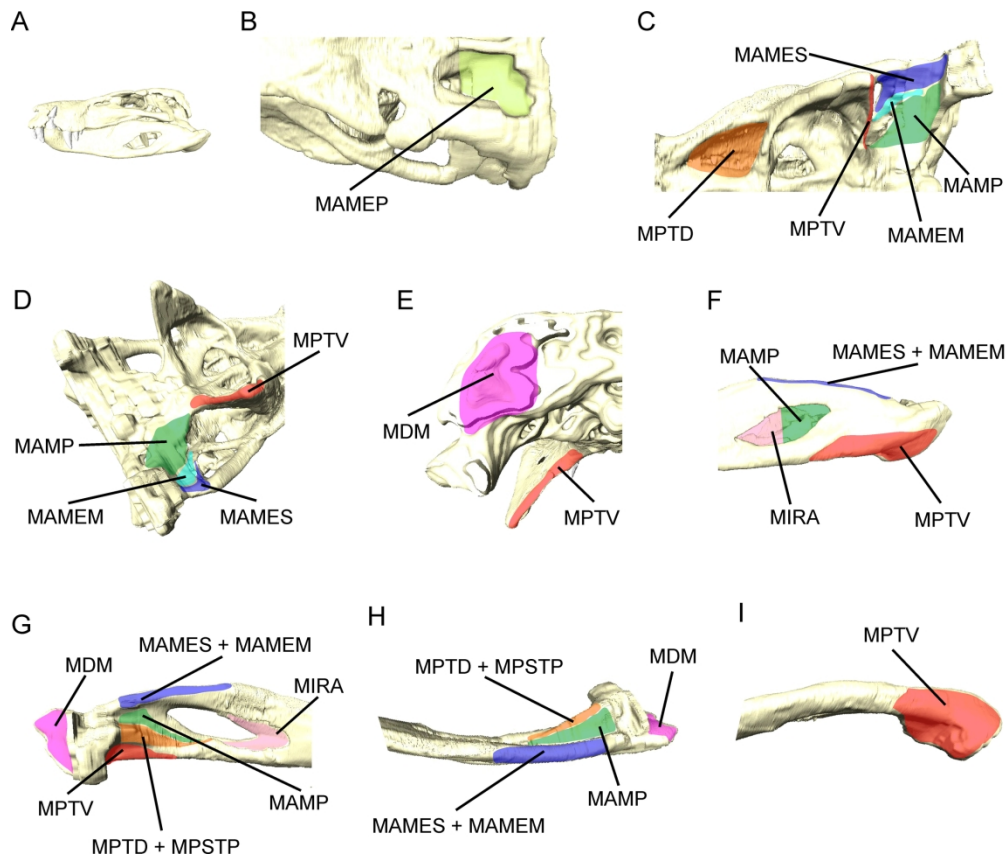 A
B
MAMEP
C
MAMES
MPTD
MPTV
MAMEM
MAMP
D
MPTV
MAMP
MAMEM
MAMES
E
MDM
MPTV
F
MAMP
MAMES + MAMEM
MIRA
MPTV
G
MDM
MAMES + MAMEM
MIRA
MPTV
MAMP
MPTD + MPSTP
H
MPTD + MPSTP
MDM
MAMP
MAMES + MAMEM
I
MPTV